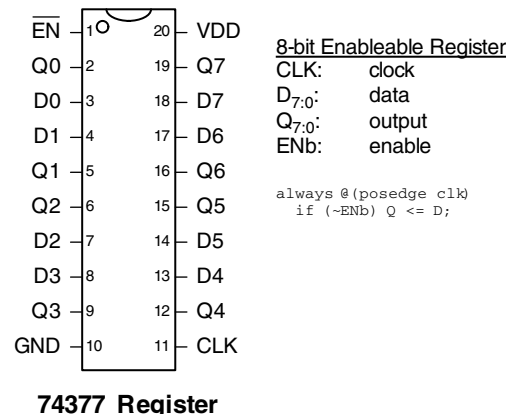 EN 1 20 VDD
Q0 2 19 Q7
D0 3 18 D7
D1 4 17 D6
Q1 5 16 Q6
Q2 6 15 Q5
D2 7 14 D5
D3 8 13 D4
Q3 9 12 Q4
GND 10 11 CLK
74377 Register
8-bit Enableable Register
CLK: clock
D7:0: data
Q7:0: output
ENb: enable
always @(posedge clk)
if (~ENb) Q <= D;